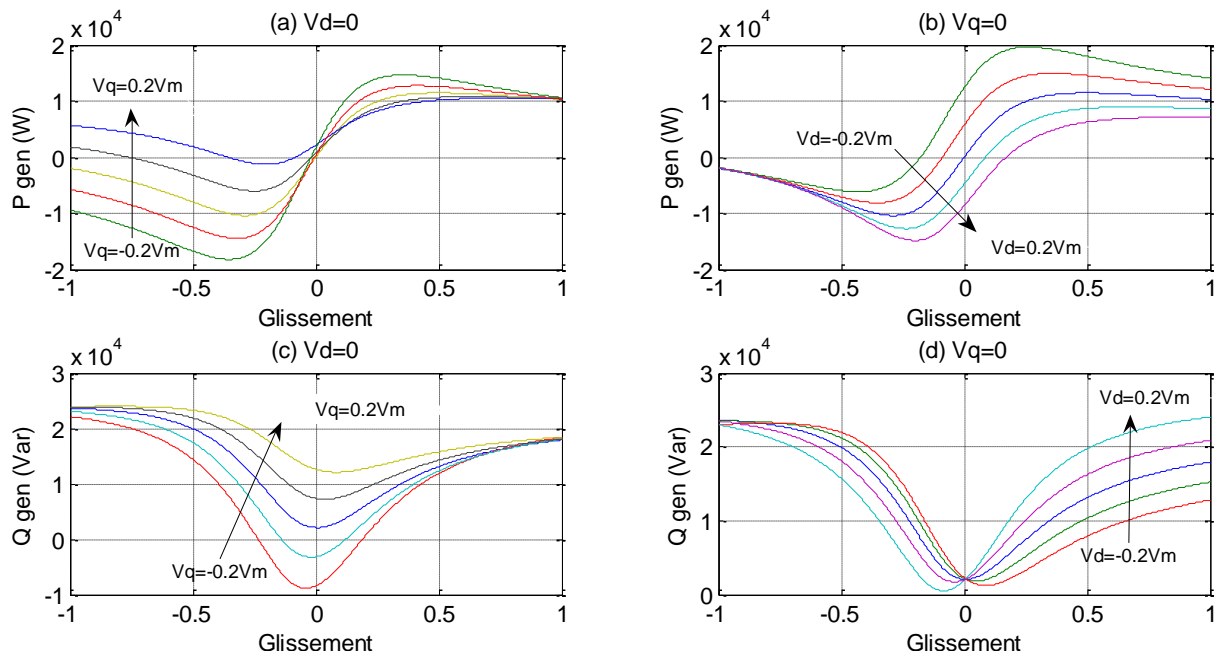 (a) Vd=0
x 10^4
2
1
0
-1
-2
P gen (W)
Vq=0.2Vm
Vq=-0.2Vm
-1 -0.5 0 0.5 1
Glissement
(b) Vq=0
x 10^4
2
1
0
-1
-2
P gen (W)
Vd=-0.2Vm
Vd=0.2Vm
-1 -0.5 0 0.5 1
Glissement
(c) Vd=0
x 10^4
3
2
1
0
-1
Q gen (Var)
Vq=0.2Vm
Vq=-0.2Vm
-1 -0.5 0 0.5 1
Glissement
(d) Vq=0
x 10^4
3
2
1
0
Q gen (Var)
Vd=0.2Vm
Vd=-0.2Vm
-1 -0.5 0 0.5 1
Glissement